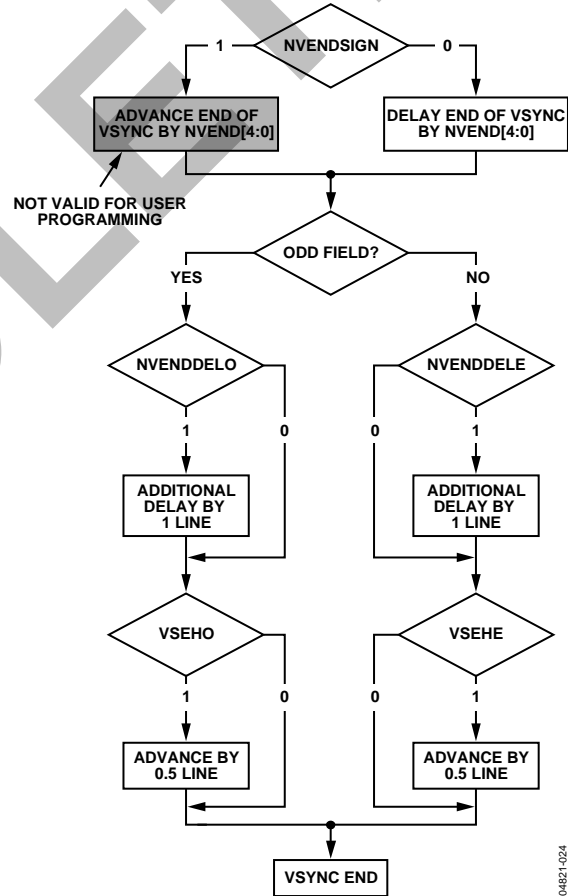 NVENDSIGN
1
0
ADVANCE END OF
VSYNC BY NVEND[4:0]
DELAY END OF VSYNC
BY NVEND[4:0]
NOT VALID FOR USER
PROGRAMMING
ODD FIELD?
YES
NO
NVENDDELO
NVENDDELE
1
0
0
1
ADDITIONAL
DELAY BY
1 LINE
ADDITIONAL
DELAY BY
1 LINE
VSEHO
VSEHE
1
0
0
1
ADVANCE BY
0.5 LINE
ADVANCE BY
0.5 LINE
VSYNC END
04821-024